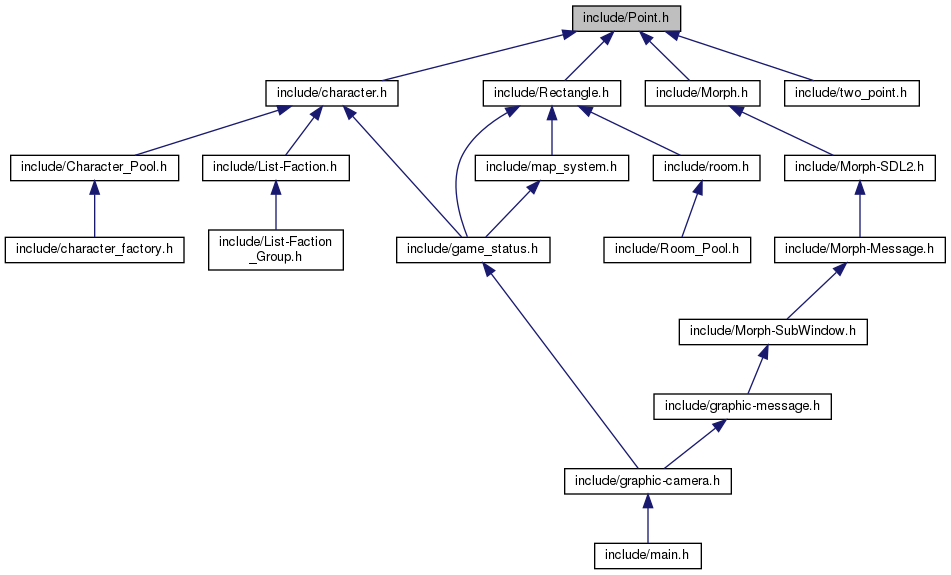 include/Point.h
include/character.h
include/Rectangle.h
include/Morph.h
include/two_point.h
include/Character_Pool.h
include/List-Faction.h
include/map_system.h
include/room.h
include/Morph-SDL2.h
include/character_factory.h
include/List-Faction
_Group.h
include/game_status.h
include/Room_Pool.h
include/Morph-Message.h
include/Morph-SubWindow.h
include/graphic-message.h
include/graphic-camera.h
include/main.h